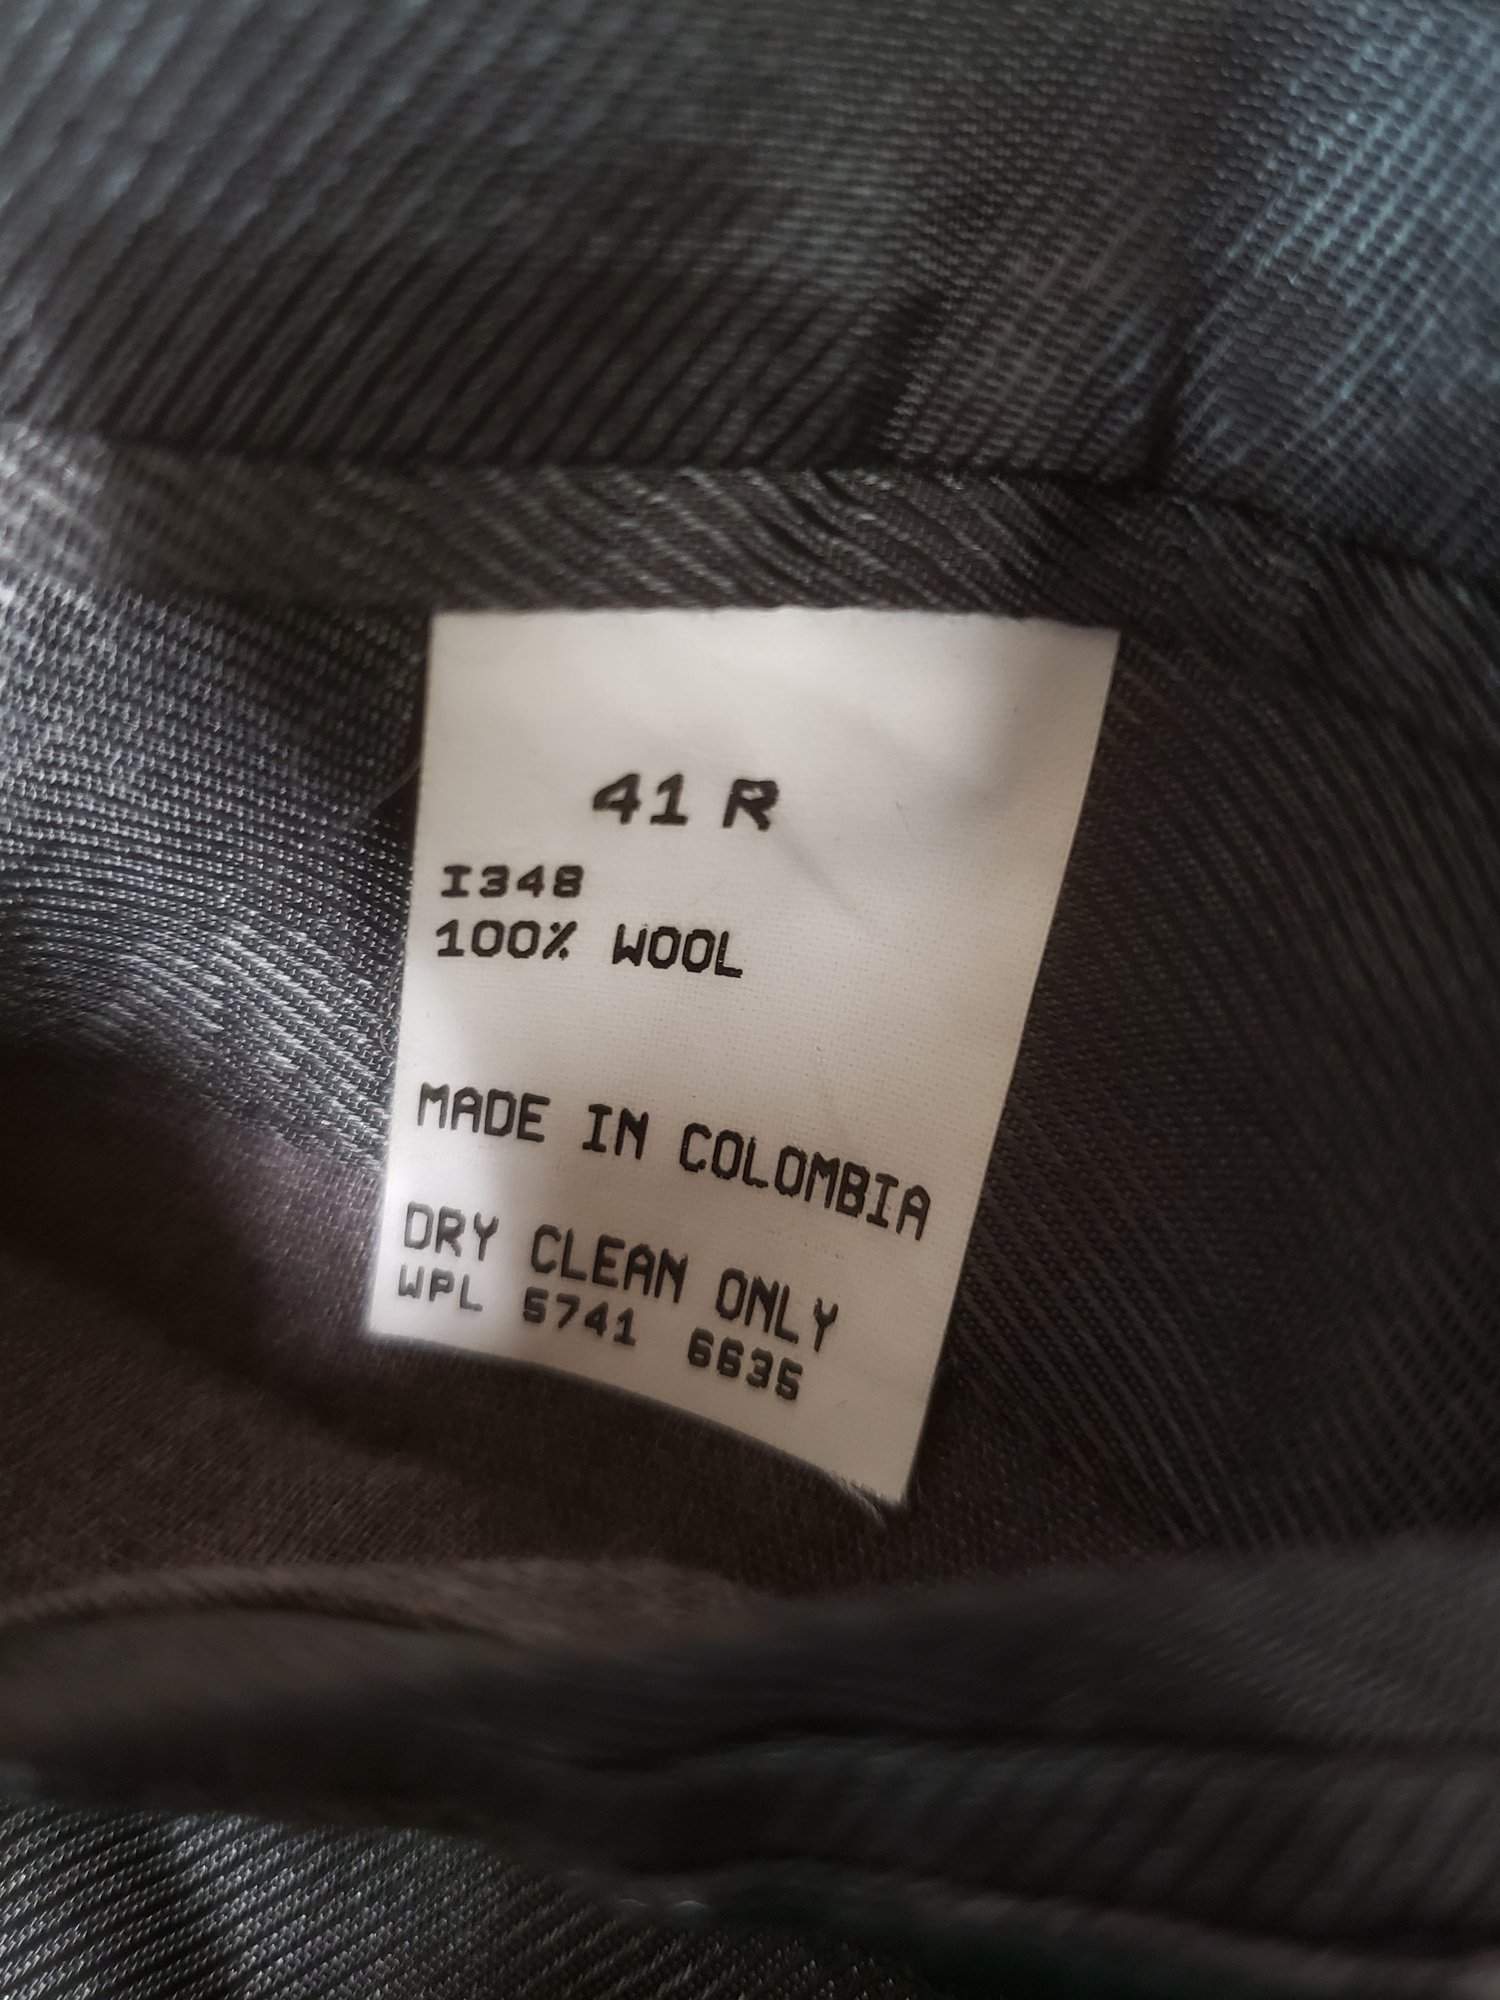 41 R
I348
100% WOOL
MADE IN COLOMBIA
DRY CLEAN ONLY
WPL 5741 6635